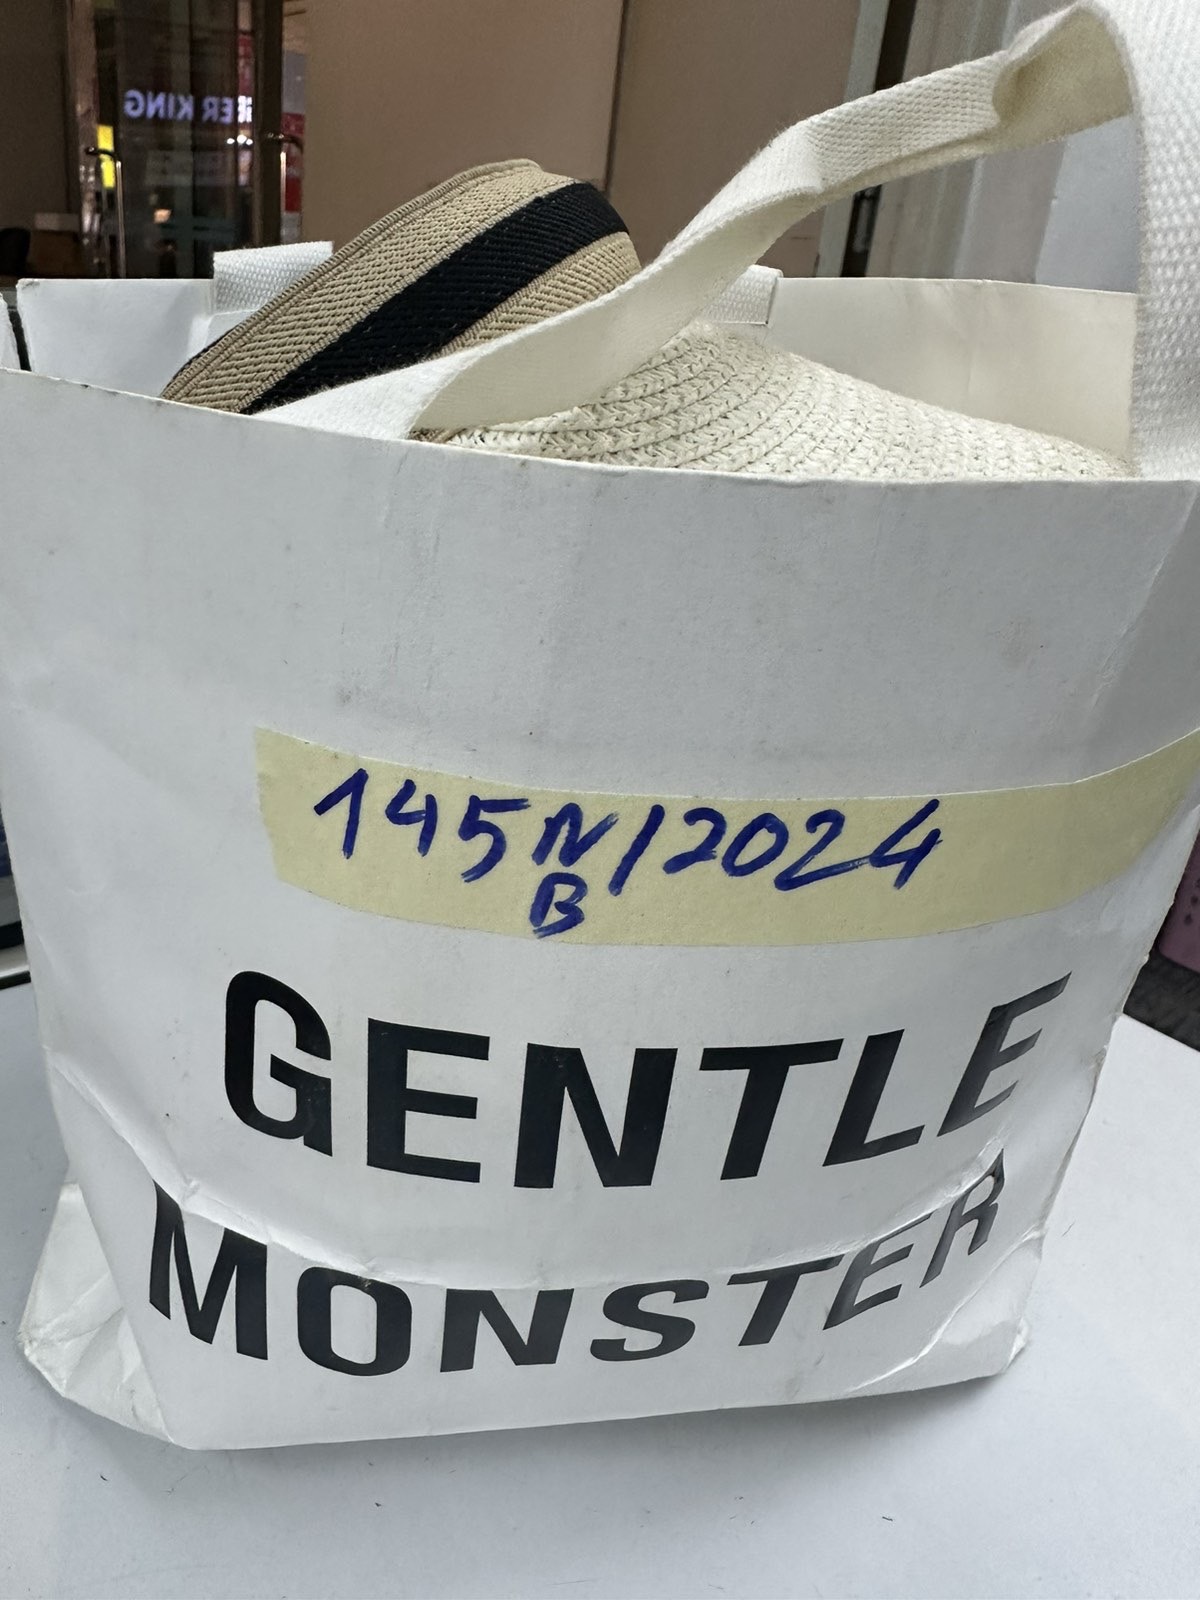 ER KING
145N/2024
B
GENTLE
MONSTER